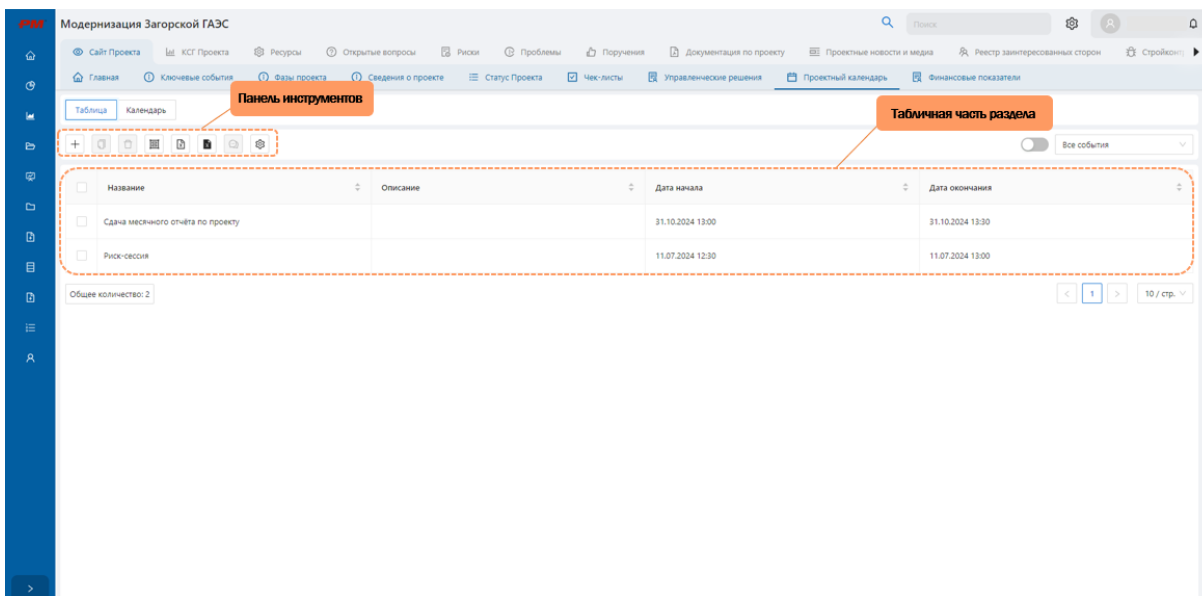 PM Модернизация Загорской ГАЭС Поиск
Сайт Проекта КСГ Проекта Ресурсы Открытые вопросы Риски Проблемы Поручения Документация по проекту Проектные новости и медиа Реестр заинтересованных сторон Стройконт
Главная Ключевые события Фазы проекта Сведения о проекте Статус Проекта Чек-листы Управленческие решения Проектный календарь Финансовые показатели
Панель инструментов
Таблица Календарь
Табличная часть раздела
Все события
Название Описание Дата начала Дата окончания
Сдача месячного отчёта по проекту 31.10.2024 13:00 31.10.2024 13:30
Риск-сессия 11.07.2024 12:30 11.07.2024 13:00
Общее количество: 2 < 1 > 10 / стр.